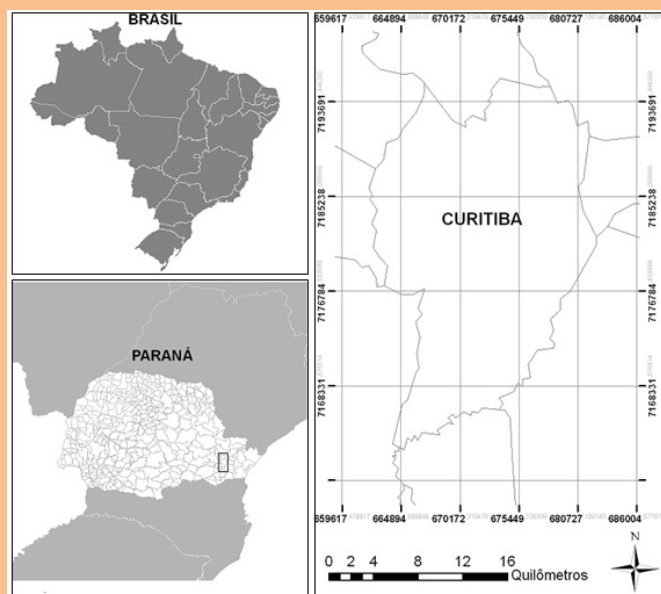 BRASIL
PARANÁ
659617 664894 670172 675449 680727 686004
7193691 7193691
7185238 7185238
CURITIBA
7176784 7176784
7168331 7168331
659617 664894 670172 675449 680727 686004
N
0 2 4 8 12 16
Quilômetros